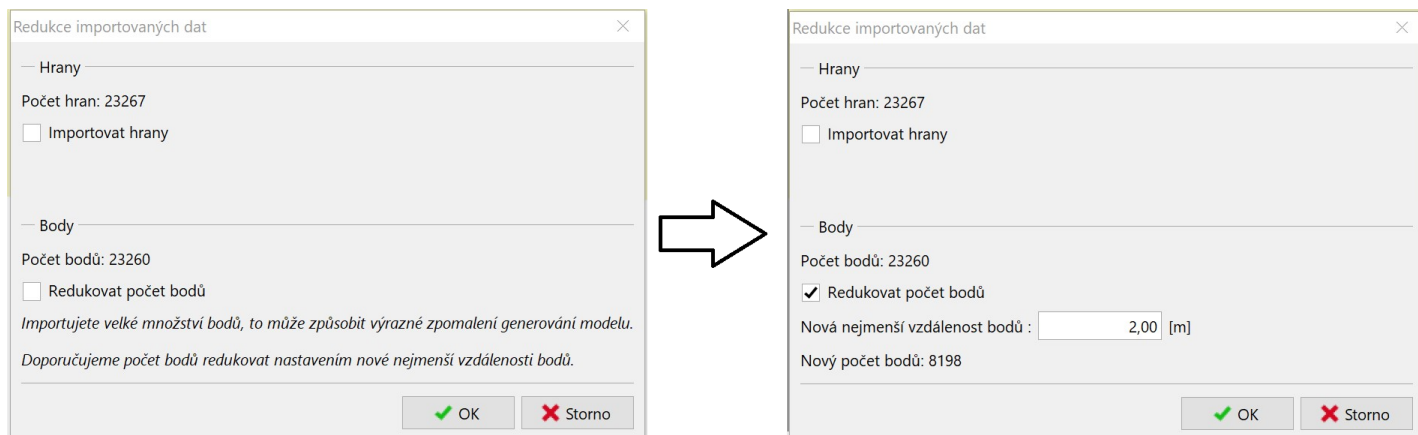 Redukce importovaných dat
Hrany
Počet hran: 23267
Importovat hrany
Body
Počet bodů: 23260
Redukovat počet bodů
Importujete velké množství bodů, to může způsobit výrazné zpomalení generování modelu.
Doporučujeme počet bodů redukovat nastavením nové nejmenší vzdálenosti bodů.
OK Storno
Redukce importovaných dat
Hrany
Počet hran: 23267
Importovat hrany
Body
Počet bodů: 23260
Redukovat počet bodů
Nová nejmenší vzdálenost bodů : 2,00 [m]
Nový počet bodů: 8198
OK Storno